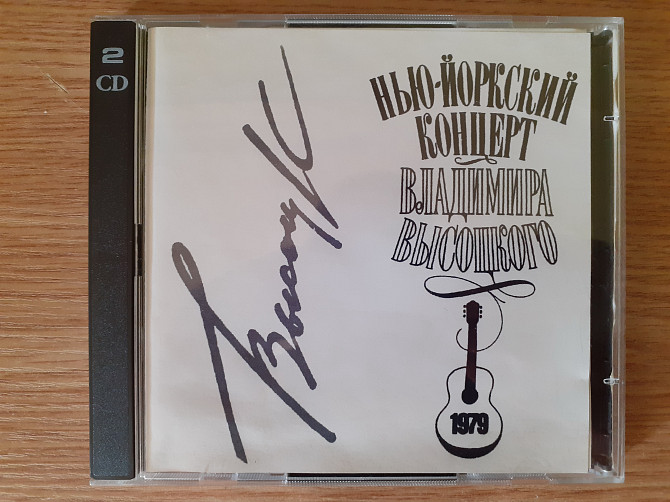 2
CD
НЬЮ-ЙОРКСКИЙ
КОНЦЕРТ
ВЛАДИМИРА
ВЫСОЦКОГО
1979